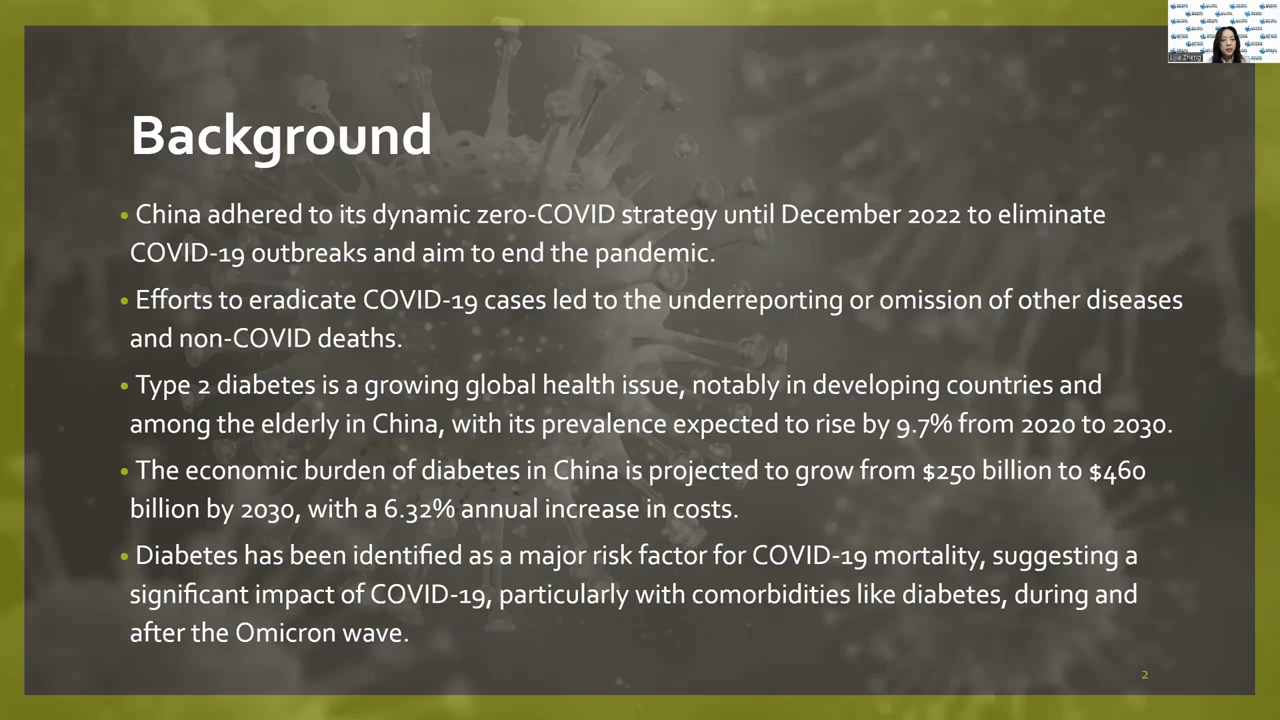 Lijia Zheng
Background
• China adhered to its dynamic zero-COVID strategy until December 2022 to eliminate
COVID-19 outbreaks and aim to end the pandemic.
• Efforts to eradicate COVID-19 cases led to the underreporting or omission of other diseases
and non-COVID deaths.
• Type 2 diabetes is a growing global health issue, notably in developing countries and
among the elderly in China, with its prevalence expected to rise by 9.7% from 2020 to 2030.
• The economic burden of diabetes in China is projected to grow from $250 billion to $460
billion by 2030, with a 6.32% annual increase in costs.
• Diabetes has been identified as a major risk factor for COVID-19 mortality, suggesting a
significant impact of COVID-19, particularly with comorbidities like diabetes, during and
after the Omicron wave.
2